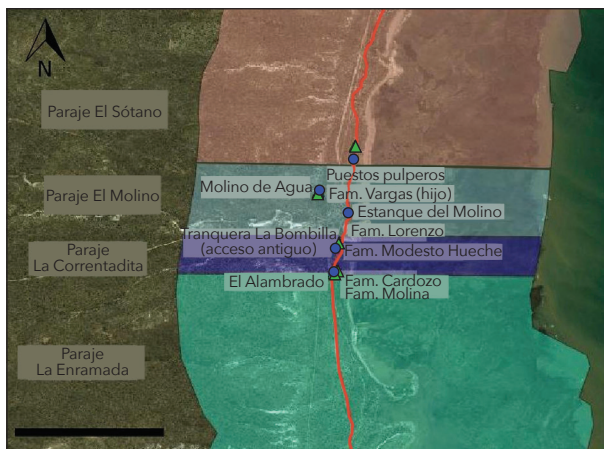 N
Paraje El Sótano
Puestos pulperos
Paraje El Molino
Molino de Agua
Fam. Vargas (hijo)
Estanque del Molino
Tranquera La Bombilla
(acceso antiguo)
Fam. Lorenzo
Paraje
La Correntadita
Fam. Modesto Hueche
El Alambrado
Fam. Cardozo
Fam. Molina
Paraje
La Enramada